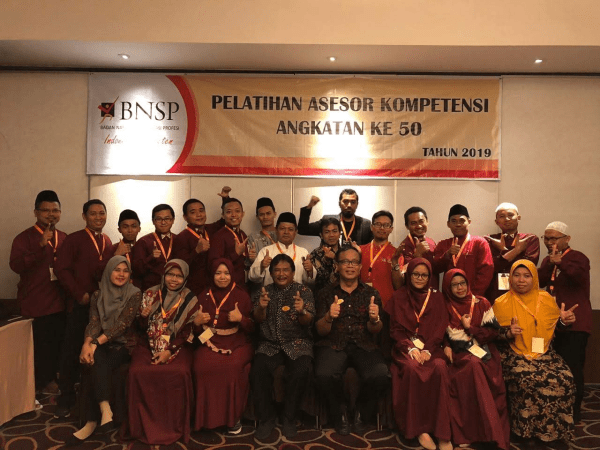 BNSP
PELATIHAN ASESOR KOMPETENSI
ANGKATAN KE 50
TAHUN 2019